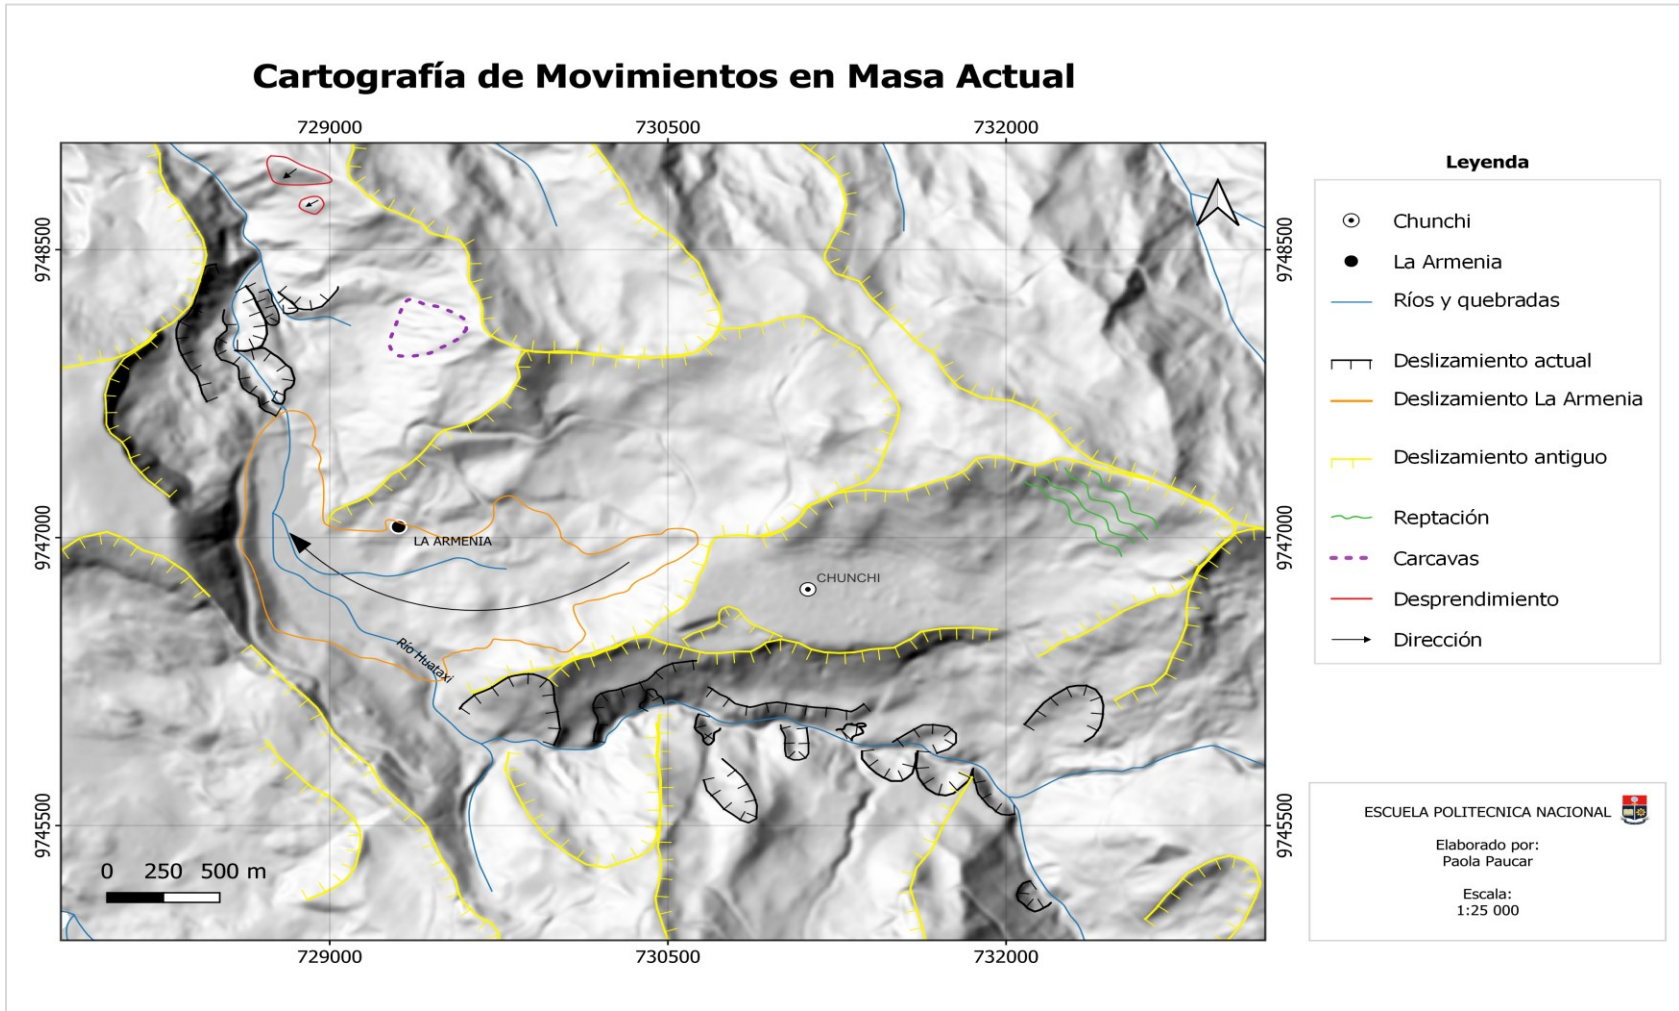 Cartografía de Movimientos en Masa Actual
729000
730500
732000
9748500
9748500
9747000
9747000
9745500
9745500
LA ARMENIA
CHUNCHI
Río Huataxi
0 250 500 m
729000
730500
732000
Leyenda
Chunchi
La Armenia
Ríos y quebradas
Deslizamiento actual
Deslizamiento La Armenia
Deslizamiento antiguo
Reptación
Carcavas
Desprendimiento
Dirección
ESCUELA POLITECNICA NACIONAL
Elaborado por:
Paola Paucar
Escala:
1:25 000